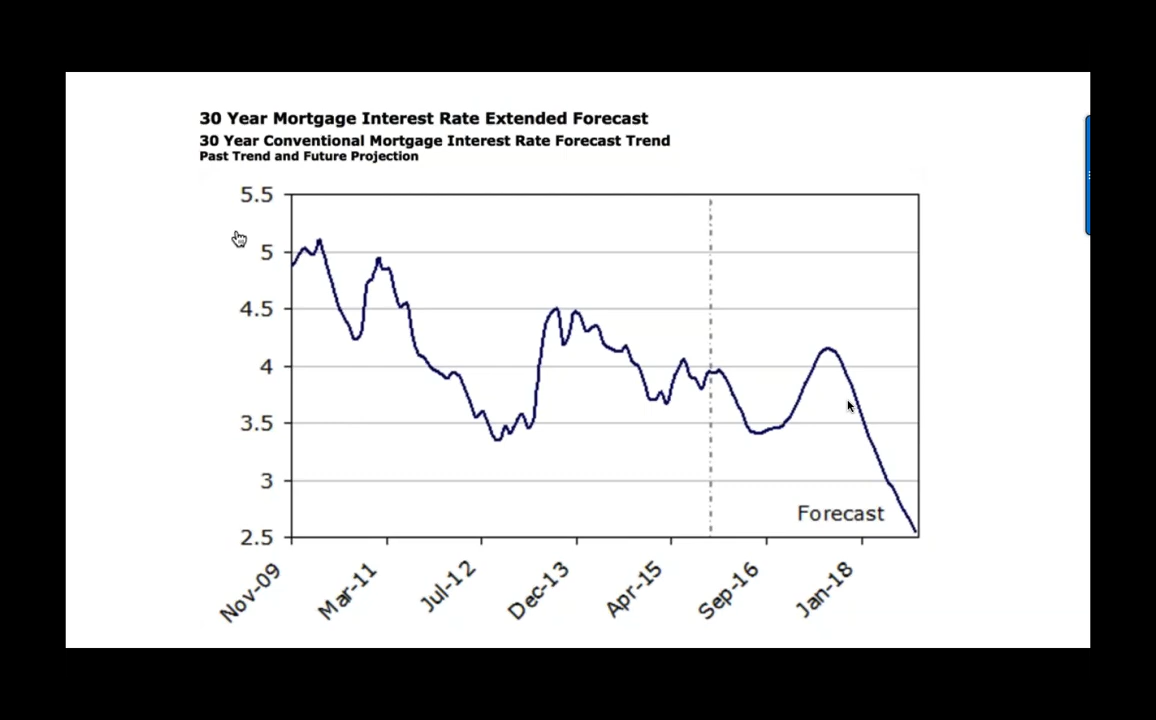 30 Year Mortgage Interest Rate Extended Forecast
30 Year Conventional Mortgage Interest Rate Forecast Trend
Past Trend and Future Projection
5.5
5
4.5
4
3.5
3
2.5
Forecast
Nov-09
Mar-11
Jul-12
Dec-13
Apr-15
Sep-16
Jan-18